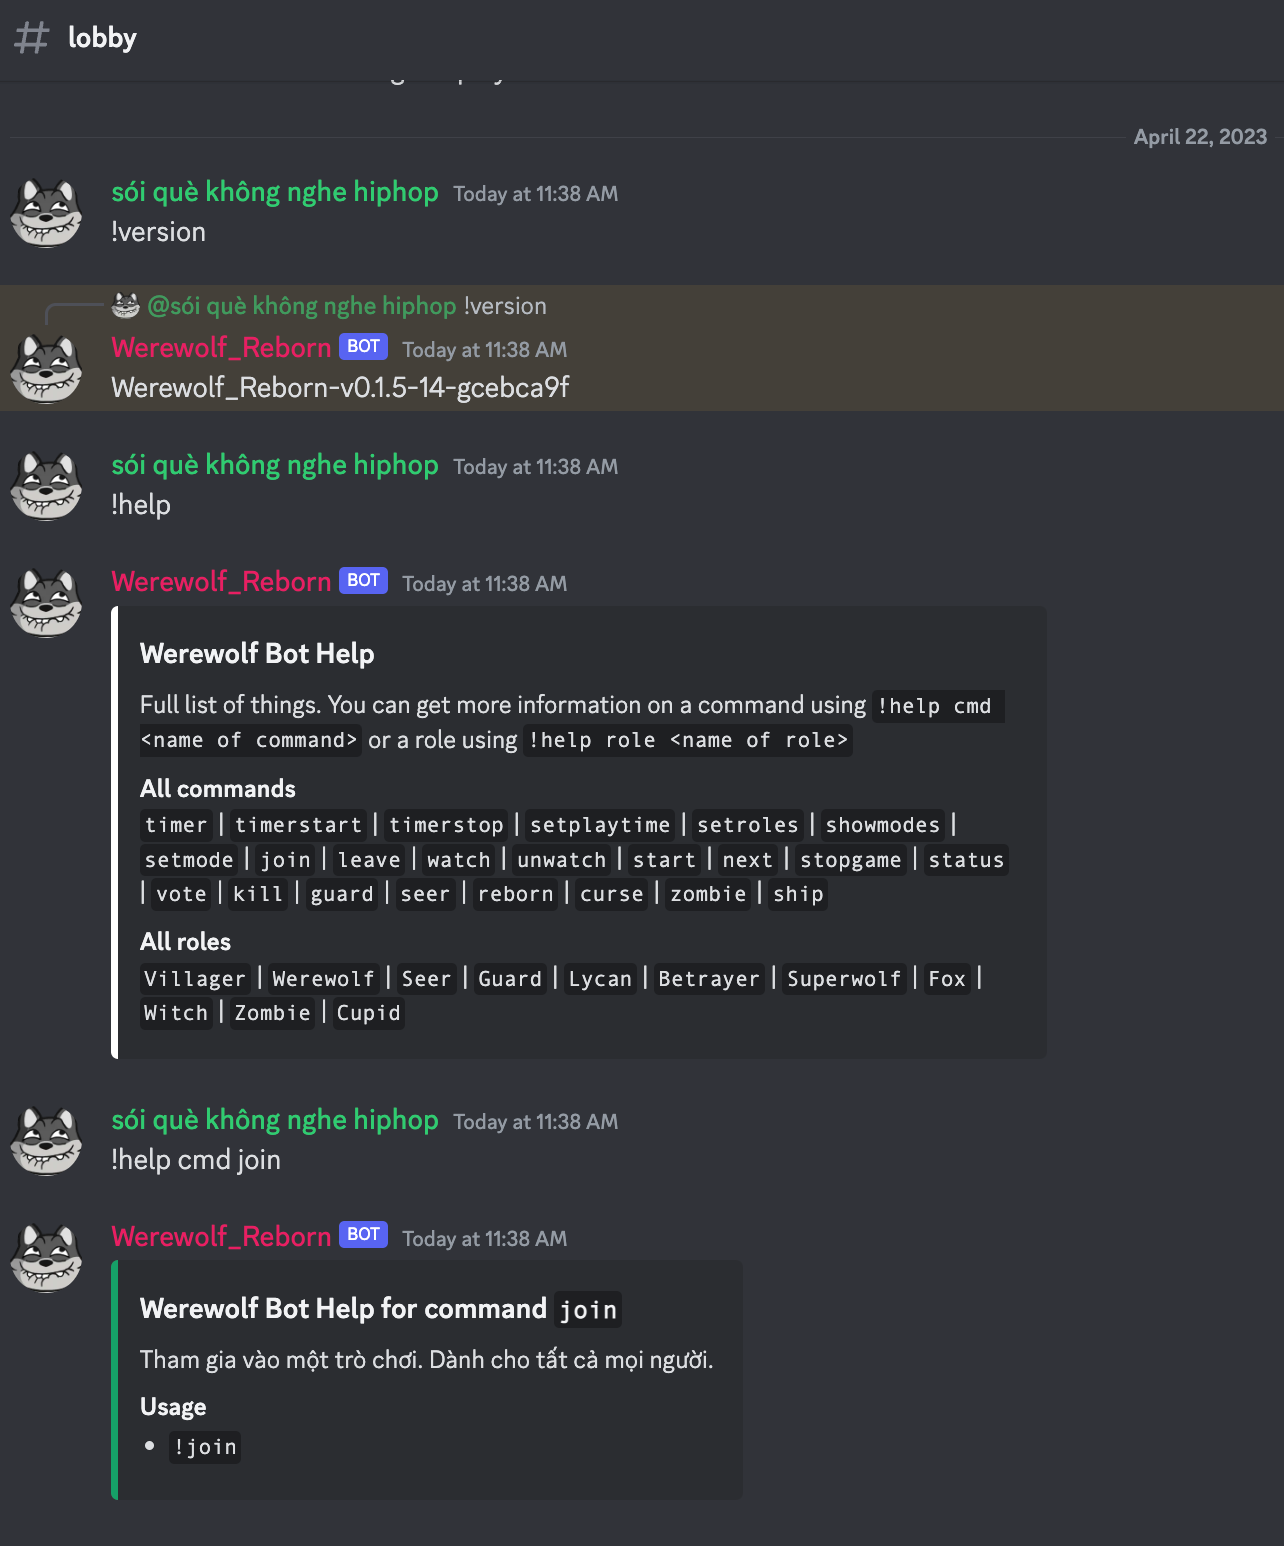 # lobby
April 22, 2023
sói què không nghe hiphop Today at 11:38 AM
!version
@sói què không nghe hiphop !version
Werewolf_Reborn BOT Today at 11:38 AM
Werewolf_Reborn-v0.1.5-14-gcebca9f
sói què không nghe hiphop Today at 11:38 AM
!help
Werewolf_Reborn BOT Today at 11:38 AM
Werewolf Bot Help
Full list of things. You can get more information on a command using !help cmd
<name of command> or a role using !help role <name of role>
All commands
timer | timerstart | timerstop | setplaytime | setroles | showmodes |
setmode | join | leave | watch | unwatch | start | next | stopgame | status
| vote | kill | guard | seer | reborn | curse | zombie | ship
All roles
Villager | Werewolf | Seer | Guard | Lycan | Betrayer | Superwolf | Fox |
Witch | Zombie | Cupid
sói què không nghe hiphop Today at 11:38 AM
!help cmd join
Werewolf_Reborn BOT Today at 11:38 AM
Werewolf Bot Help for command join
Tham gia vào một trò chơi. Dành cho tất cả mọi người.
Usage
• !join